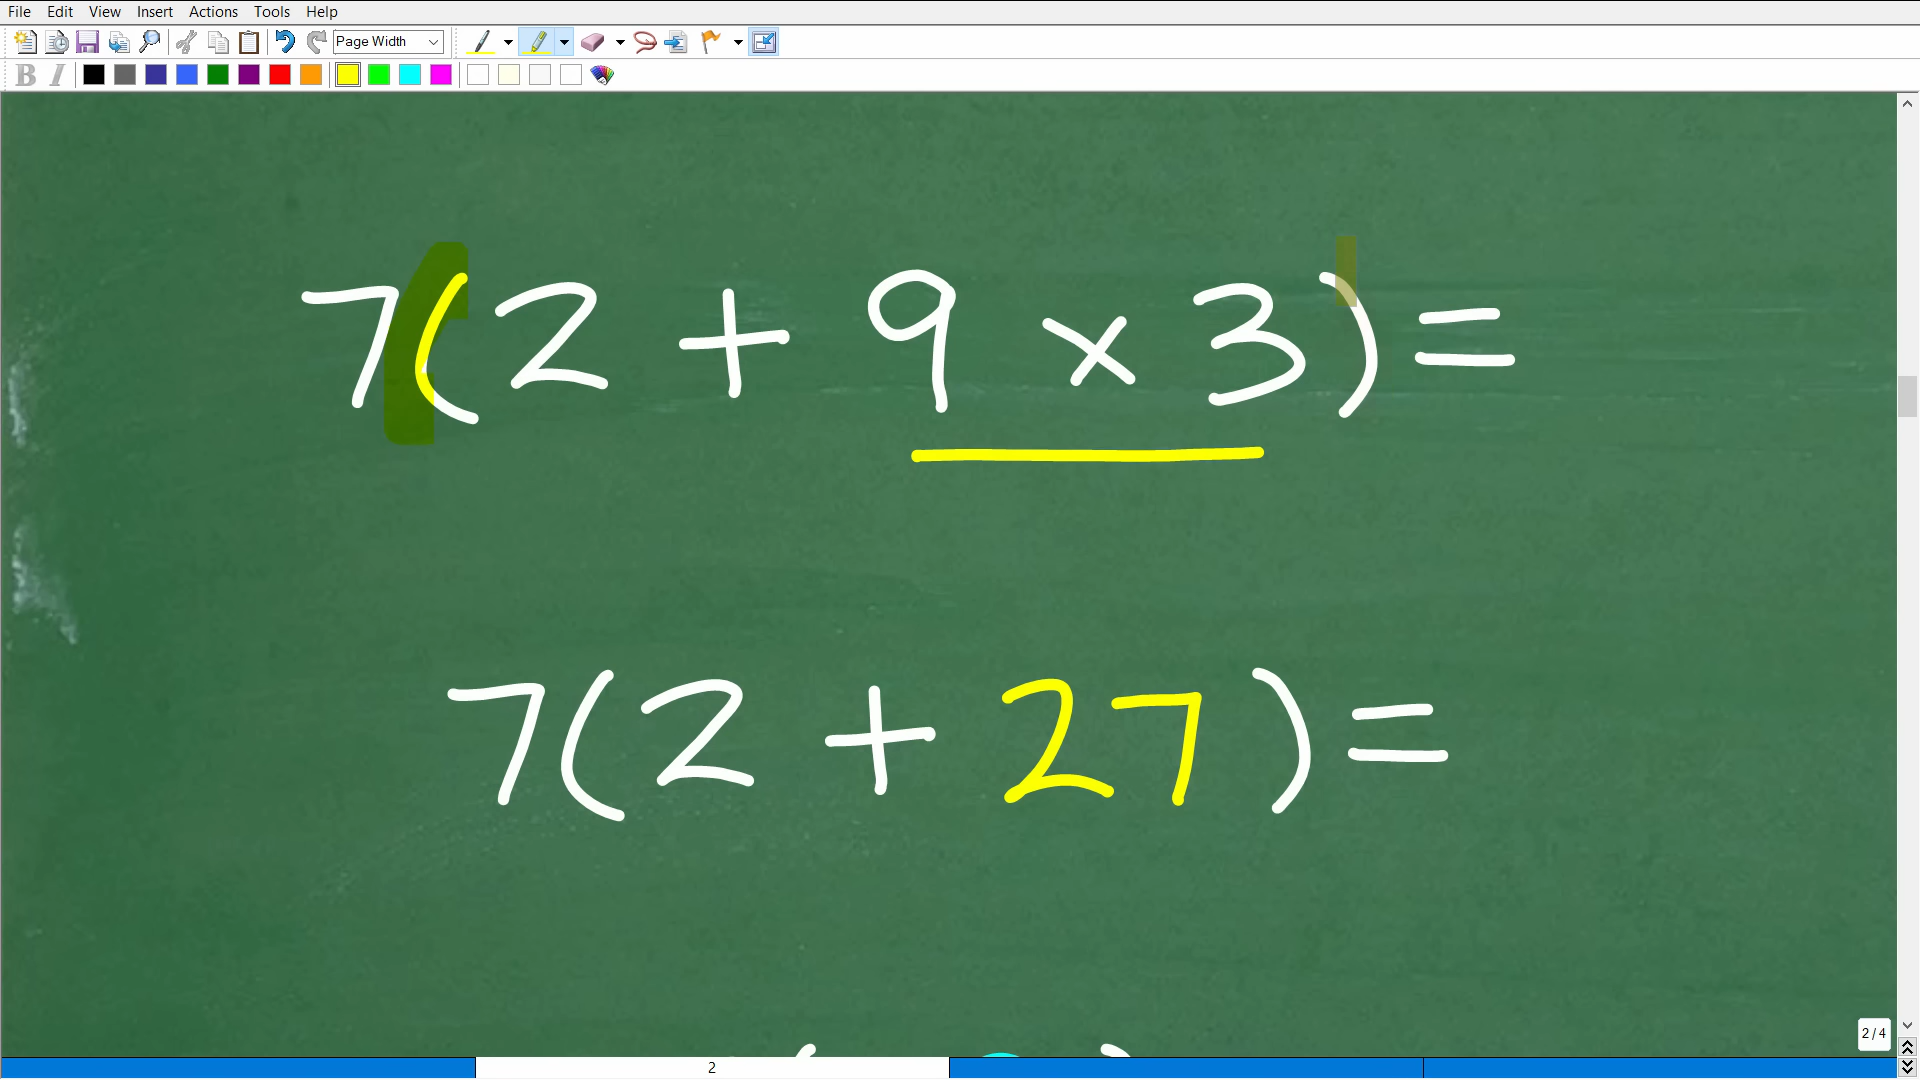 File Edit View Insert Actions Tools Help
Page Width
B I
7(2 + 9 × 3) =
7(2 + 27) =
2 / 4
2